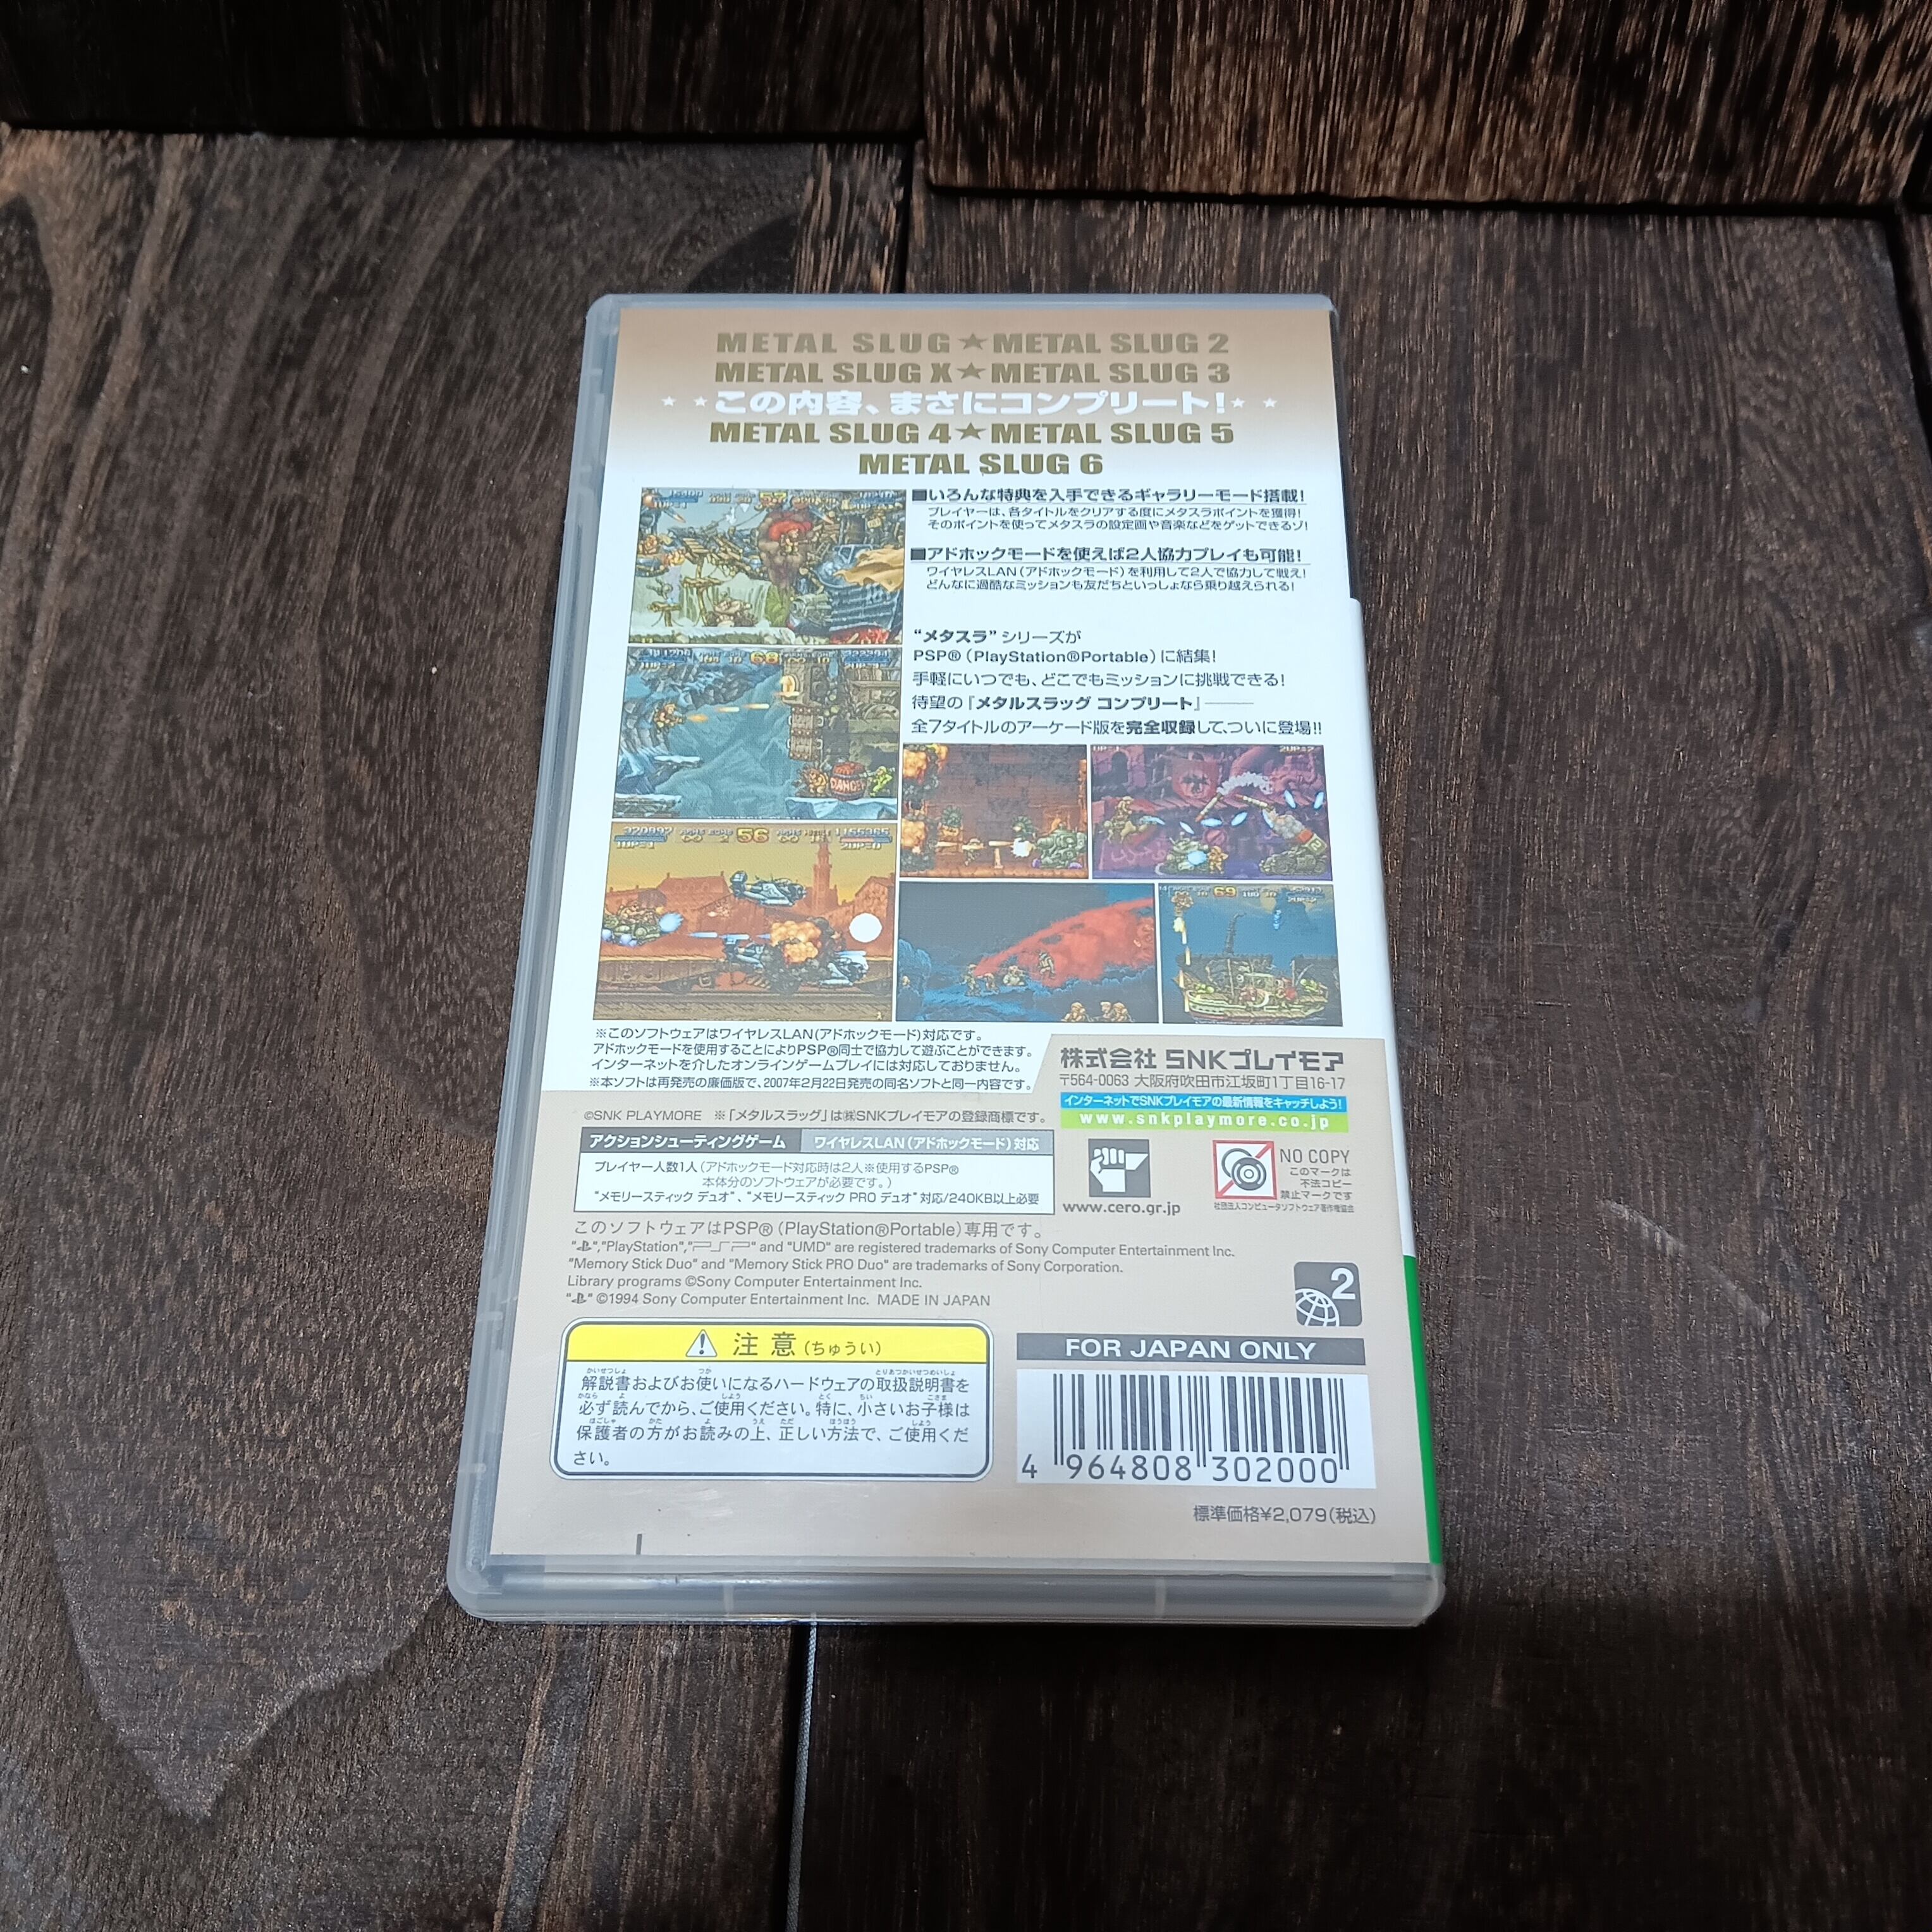 METAL SLUG★METAL SLUG 2
METAL SLUG X★METAL SLUG 3
★ ★この内容、まさにコンプリート!★ ★
METAL SLUG 4★METAL SLUG 5
METAL SLUG 6
■いろんな特典を入手できるギャラリーモード搭載!
プレイヤーは、各タイトルをクリアする度にメタスラポイントを獲得!
そのポイントを使ってメタスラの設定画や音楽などをゲットできるゾ!
■アドホックモードを使えば2人協力プレイも可能!
ワイヤレスLAN(アドホックモード)を利用して2人で協力して戦え!
どんなに過酷なミッションも友だちといっしょなら乗り越えられる!
“メタスラ”シリーズが
PSP®(PlayStation®Portable)に結集!
手軽にいつでも、どこでもミッションに挑戦できる!
待望の『メタルスラッグ コンプリート』――
全7タイトルのアーケード版を完全収録して、ついに登場!!
57
68
DANGER
320992 56 1156965
1UP=1 2UP=0
1UP=1 2UP=2
69
※このソフトウェアはワイヤレスLAN(アドホックモード)対応です。
アドホックモードを使用することによりPSP®同士で協力して遊ぶことができます。
インターネットを介したオンラインゲームプレイには対応しておりません。
※本ソフトは再発売の廉価版で、2007年2月22日発売の同名ソフトと同一内容です。
株式会社 SNKプレイモア
〒564-0063 大阪府吹田市江坂町1丁目16-17
インターネットでSNKプレイモアの最新情報をキャッチしよう!
www.snkplaymore.co.jp
©SNK PLAYMORE ※「メタルスラッグ」は㈱SNKプレイモアの登録商標です。
アクションシューティングゲーム ワイヤレスLAN(アドホックモード)対応
プレイヤー人数1人(アドホックモード対応時は2人※使用するPSP®
本体分のソフトウェアが必要です。)
“メモリースティック デュオ”、“メモリースティック PRO デュオ”対応/240KB以上必要
www.cero.gr.jp
NO COPY
このマークは
不法コピー
禁止マークです
社団法人コンピュータソフトウェア著作権協会
このソフトウェアはPSP®(PlayStation®Portable)専用です。
"","PlayStation","PSP" and "UMD" are registered trademarks of Sony Computer Entertainment Inc.
"Memory Stick Duo" and "Memory Stick PRO Duo" are trademarks of Sony Corporation.
Library programs ©Sony Computer Entertainment Inc.
"" ©1994 Sony Computer Entertainment Inc. MADE IN JAPAN
2
注意(ちゅうい)
解説書およびお使いになるハードウェアの取扱説明書を
必ず読んでから、ご使用ください。特に、小さいお子様は
保護者の方がお読みの上、正しい方法で、ご使用くだ
さい。
FOR JAPAN ONLY
4 964808 302000
標準価格¥2,079(税込)